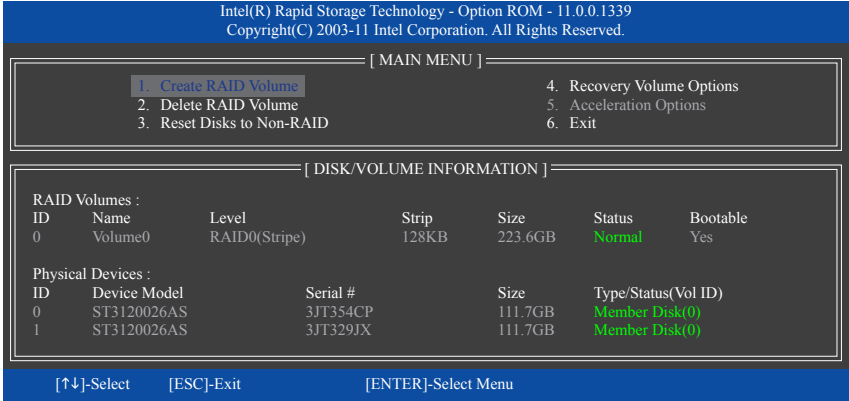 Intel(R) Rapid Storage Technology - Option ROM - 11.0.0.1339
Copyright(C) 2003-11 Intel Corporation. All Rights Reserved.
[ MAIN MENU ]
1. Create RAID Volume 4. Recovery Volume Options
2. Delete RAID Volume 5. Acceleration Options
3. Reset Disks to Non-RAID 6. Exit
[ DISK/VOLUME INFORMATION ]
RAID Volumes :
ID Name Level Strip Size Status Bootable
0 Volume0 RAID0(Stripe) 128KB 223.6GB Normal Yes
Physical Devices :
ID Device Model Serial # Size Type/Status(Vol ID)
0 ST3120026AS 3JT354CP 111.7GB Member Disk(0)
1 ST3120026AS 3JT329JX 111.7GB Member Disk(0)
[↑↓]-Select [ESC]-Exit [ENTER]-Select Menu